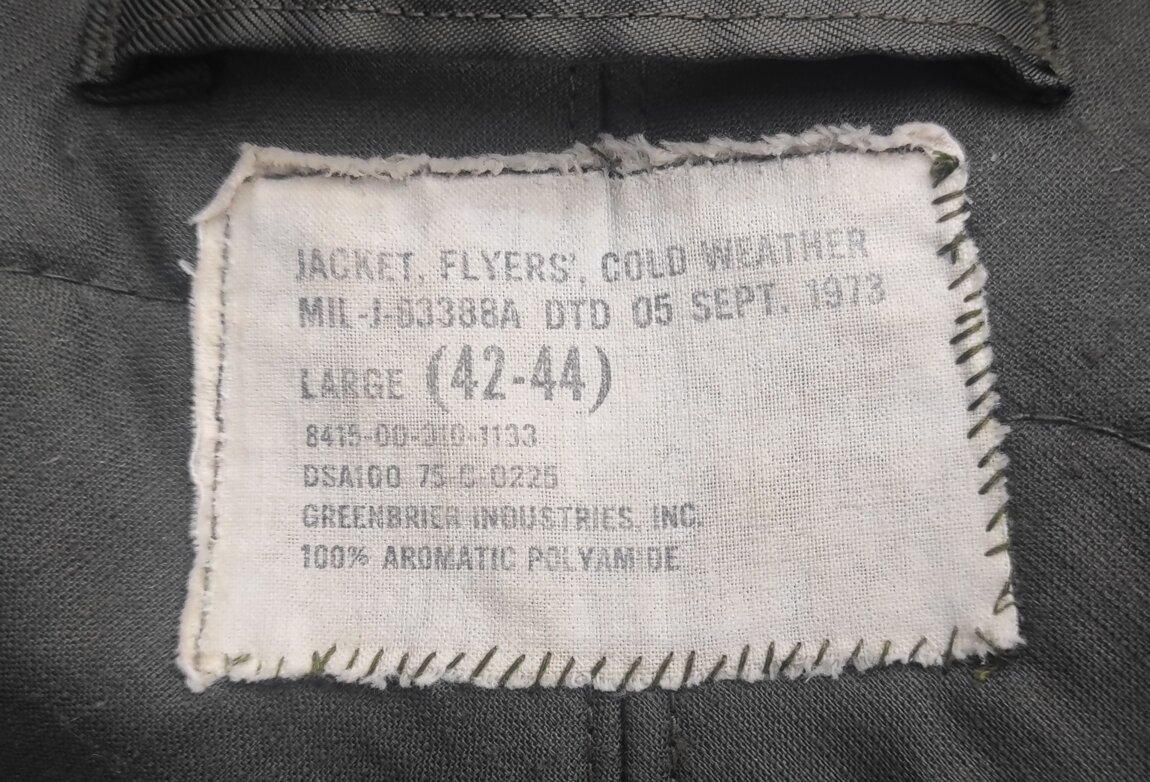 JACKET, FLYERS', COLD WEATHER
MIL-J-83388A DTD 05 SEPT. 1973
LARGE (42-44)
8415-00-310-1133
DSA100 75-C-0225
GREENBRIER INDUSTRIES, INC.
100% AROMATIC POLYAMIDE